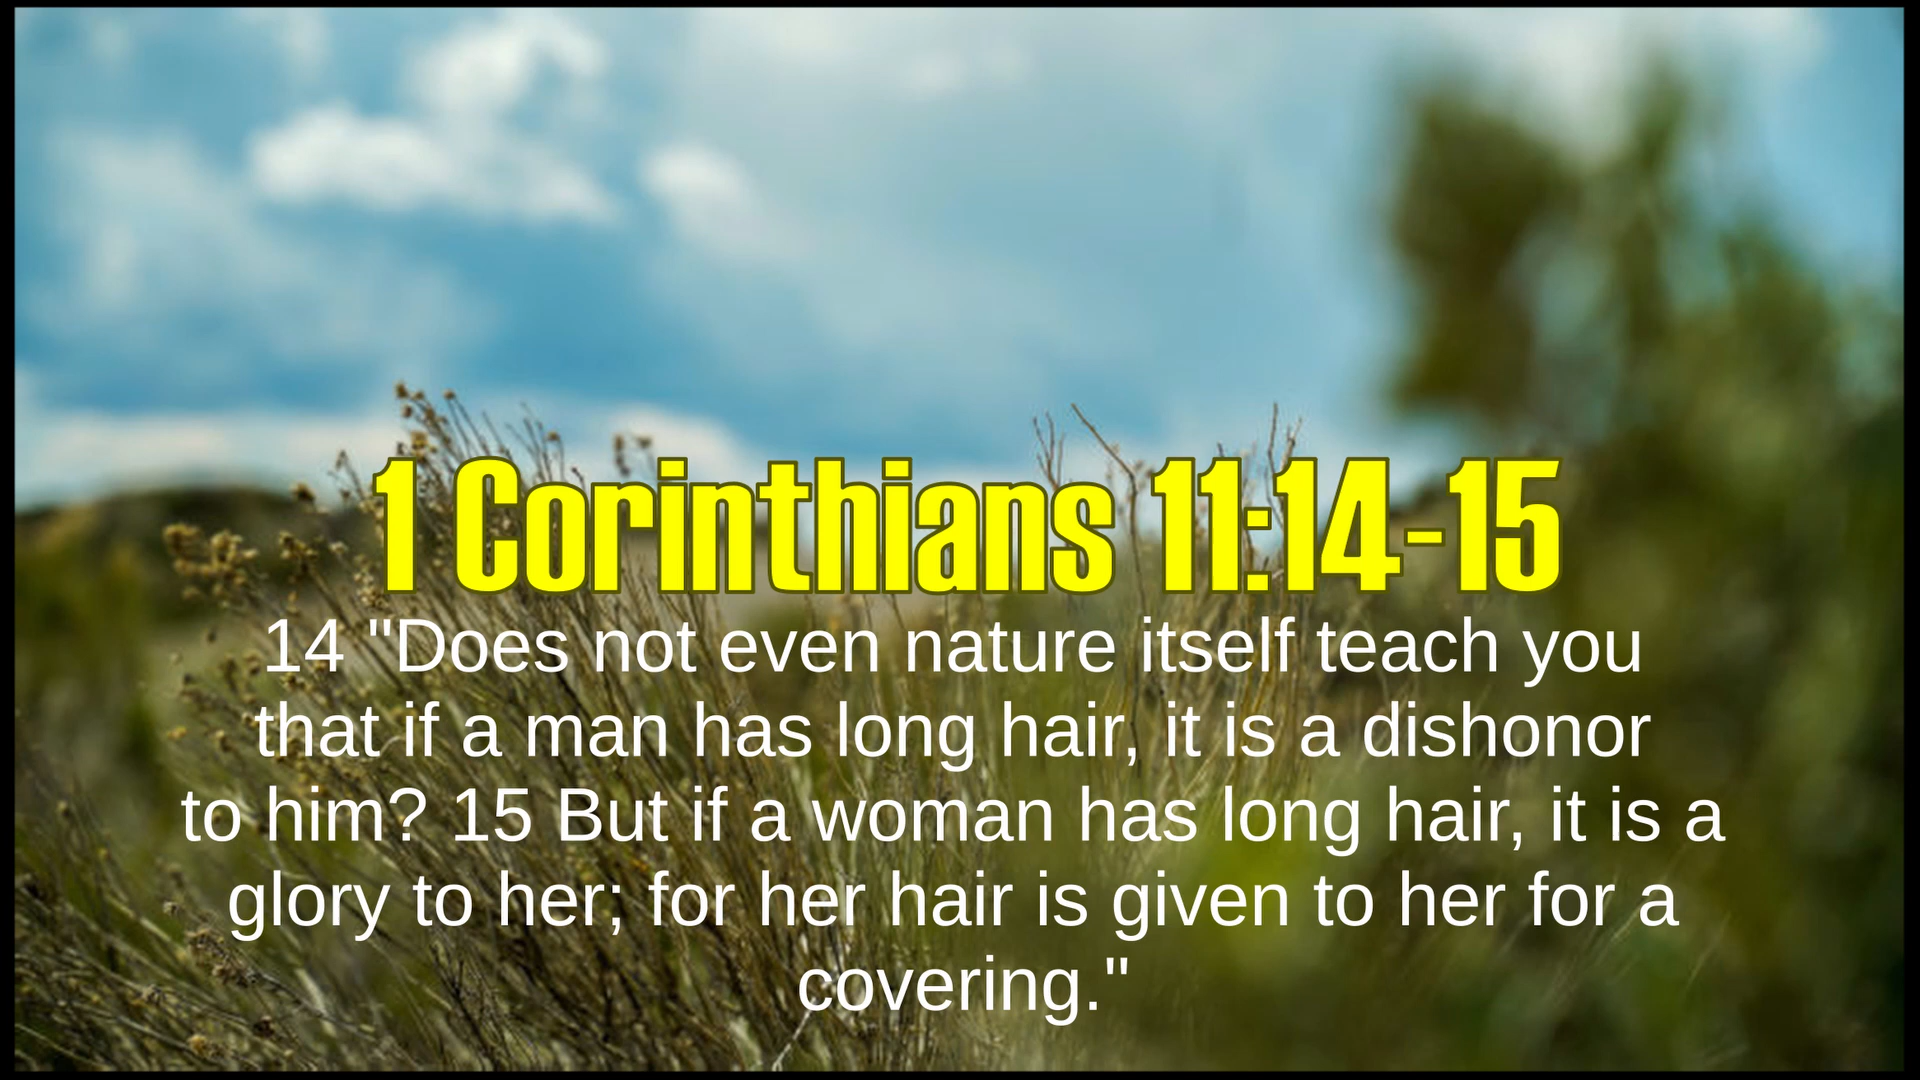 1 Corinthians 11:14-15
14 "Does not even nature itself teach you
that if a man has long hair, it is a dishonor
to him? 15 But if a woman has long hair, it is a
glory to her; for her hair is given to her for a
covering."